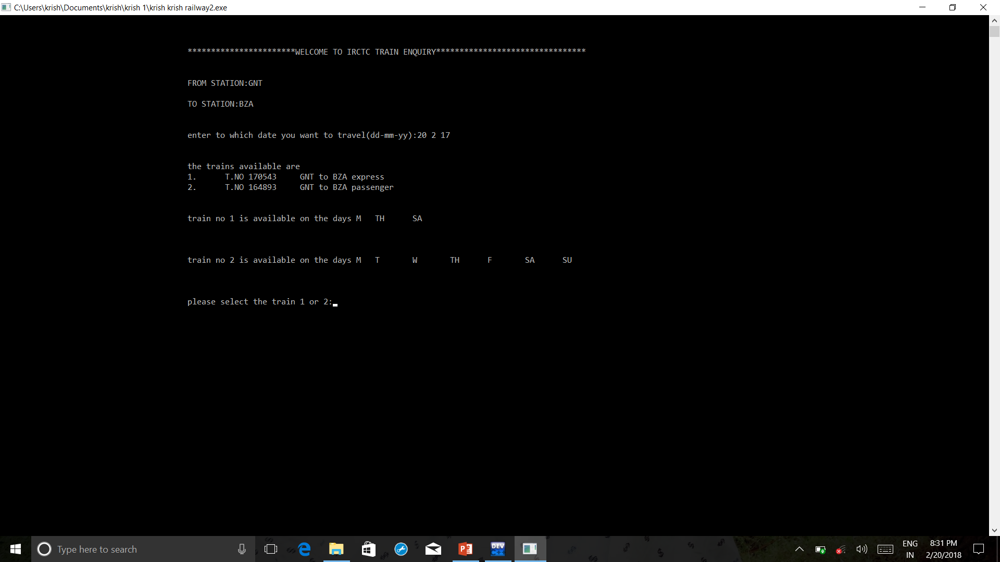 C:\Users\krish\Documents\krish\krish 1\krish krish railway2.exe
***********************WELCOME TO IRCTC TRAIN ENQUIRY********************************
FROM STATION:GNT
TO STATION:BZA
enter to which date you want to travel(dd-mm-yy):20 2 17
the trains available are
1. T.NO 170543 GNT to BZA express
2. T.NO 164893 GNT to BZA passenger
train no 1 is available on the days M TH SA
train no 2 is available on the days M T W TH F SA SU
please select the train 1 or 2:
Type here to search
DEV
C++
ENG
IN
8:31 PM
2/20/2018